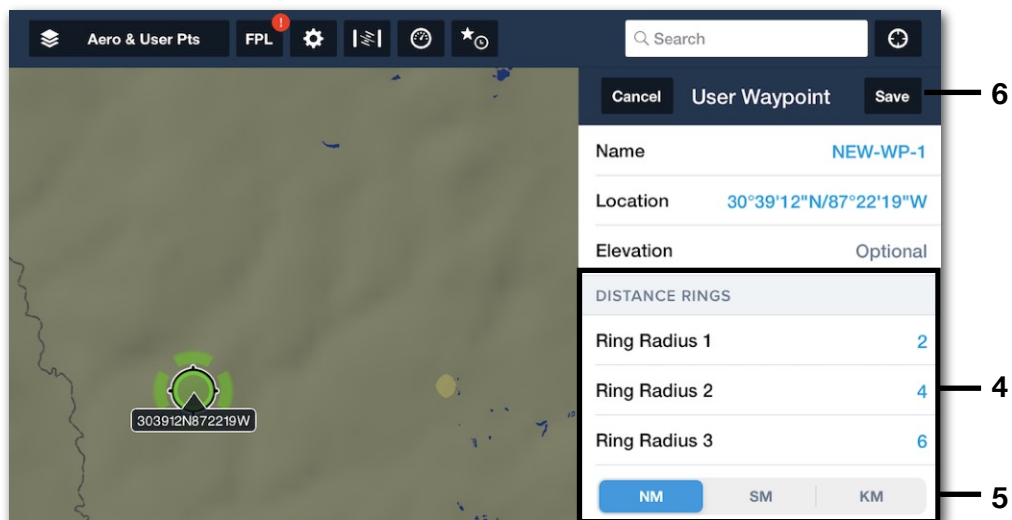 Aero & User Pts FPL ! Search
Cancel User Waypoint Save 6
Name NEW-WP-1
Location 30°39'12"N/87°22'19"W
Elevation Optional
DISTANCE RINGS
Ring Radius 1 2
Ring Radius 2 4 4
303912N872219W
Ring Radius 3 6
NM SM KM 5